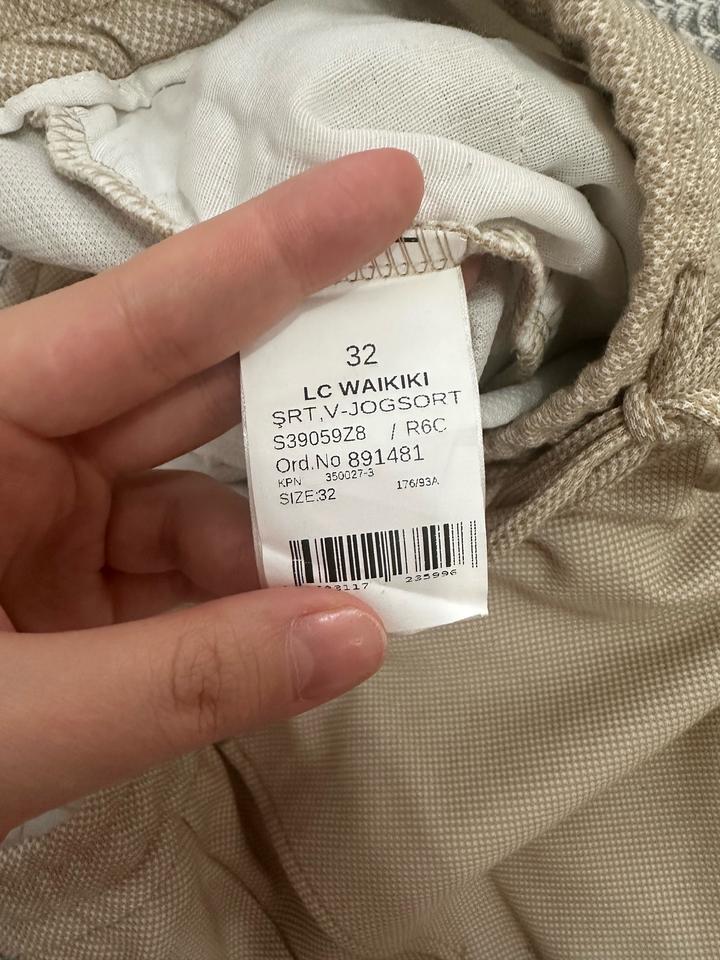 32
LC WAIKIKI
ŞRT,V-JOGSORT
S39059Z8 / R6C
Ord.No 891481
KPN 350027-3 176/93A
SIZE:32
235996